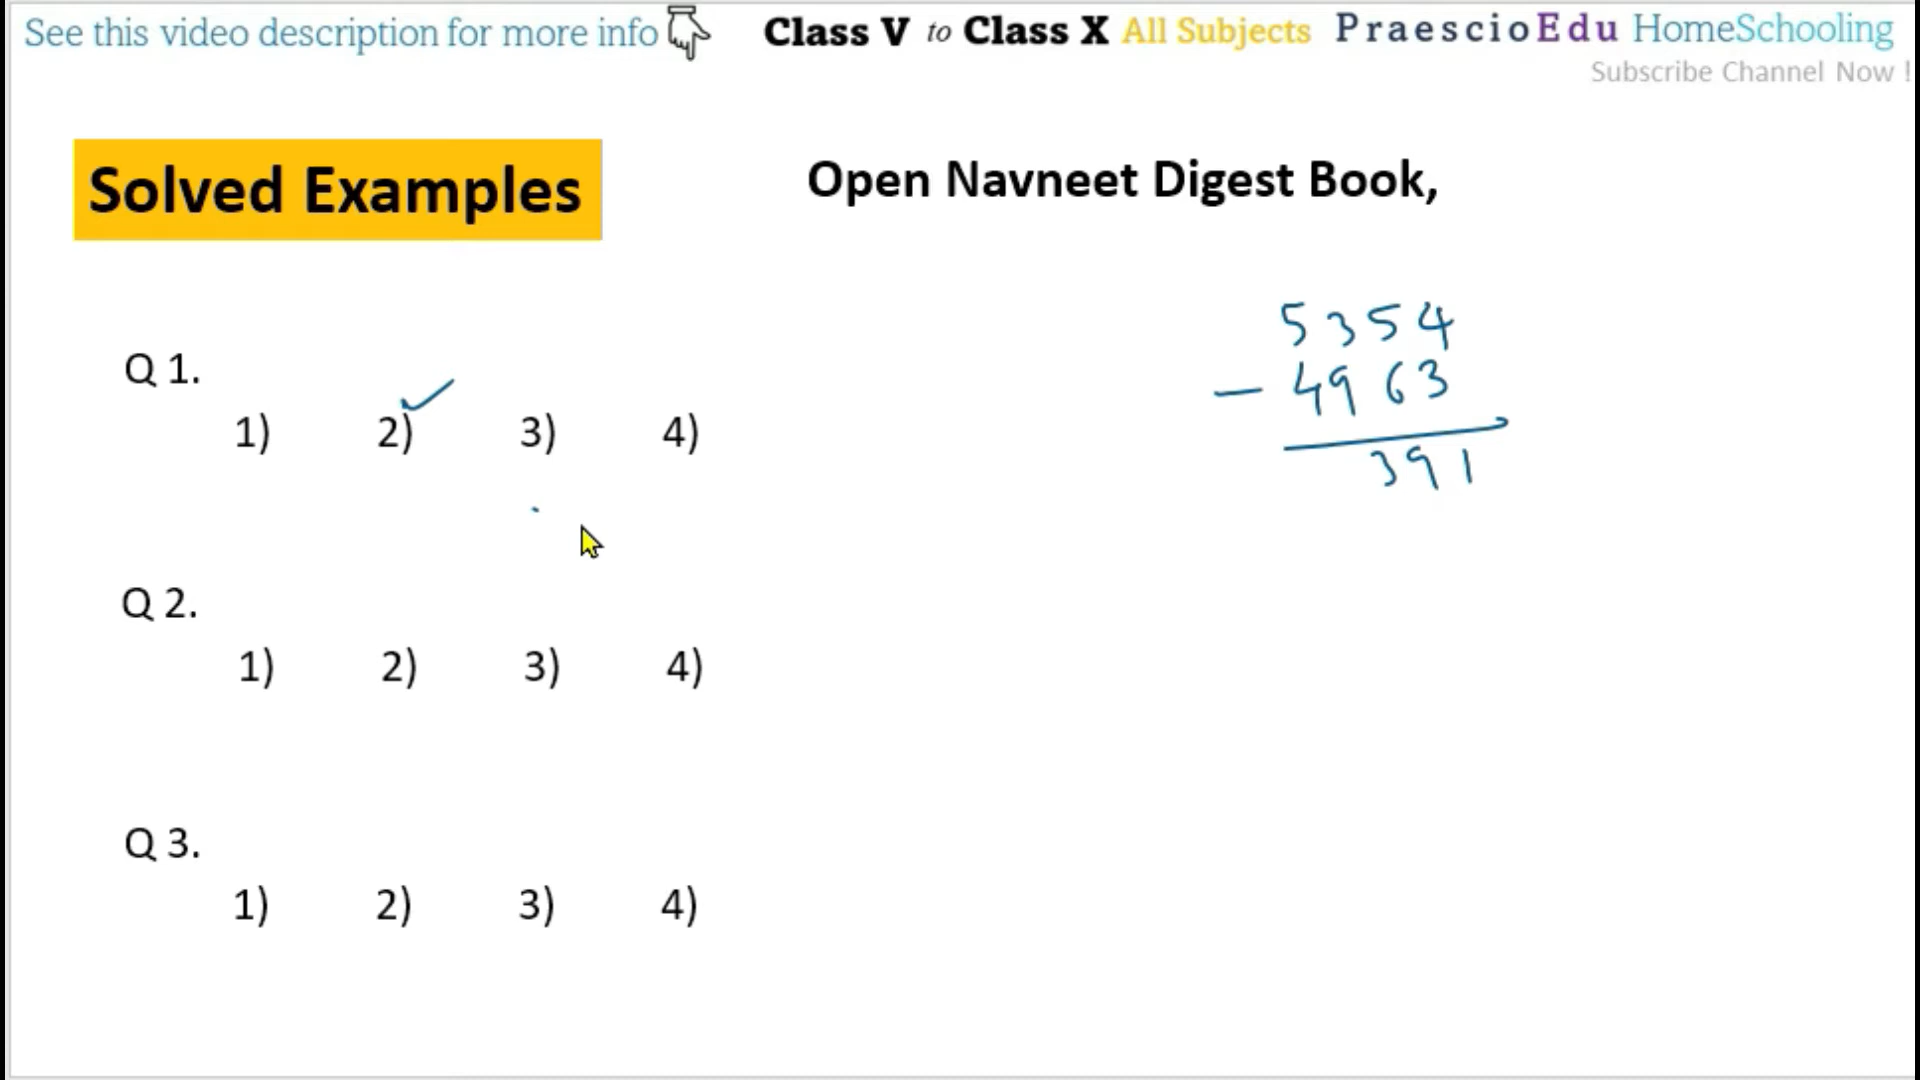 See this video description for more info Class V to Class X All Subjects PraescioEdu HomeSchooling
Subscribe Channel Now !
Solved Examples
Open Navneet Digest Book,
5354
Q 1.
- 4963
1) 2) 3) 4)
391
Q 2.
1) 2) 3) 4)
Q 3.
1) 2) 3) 4)